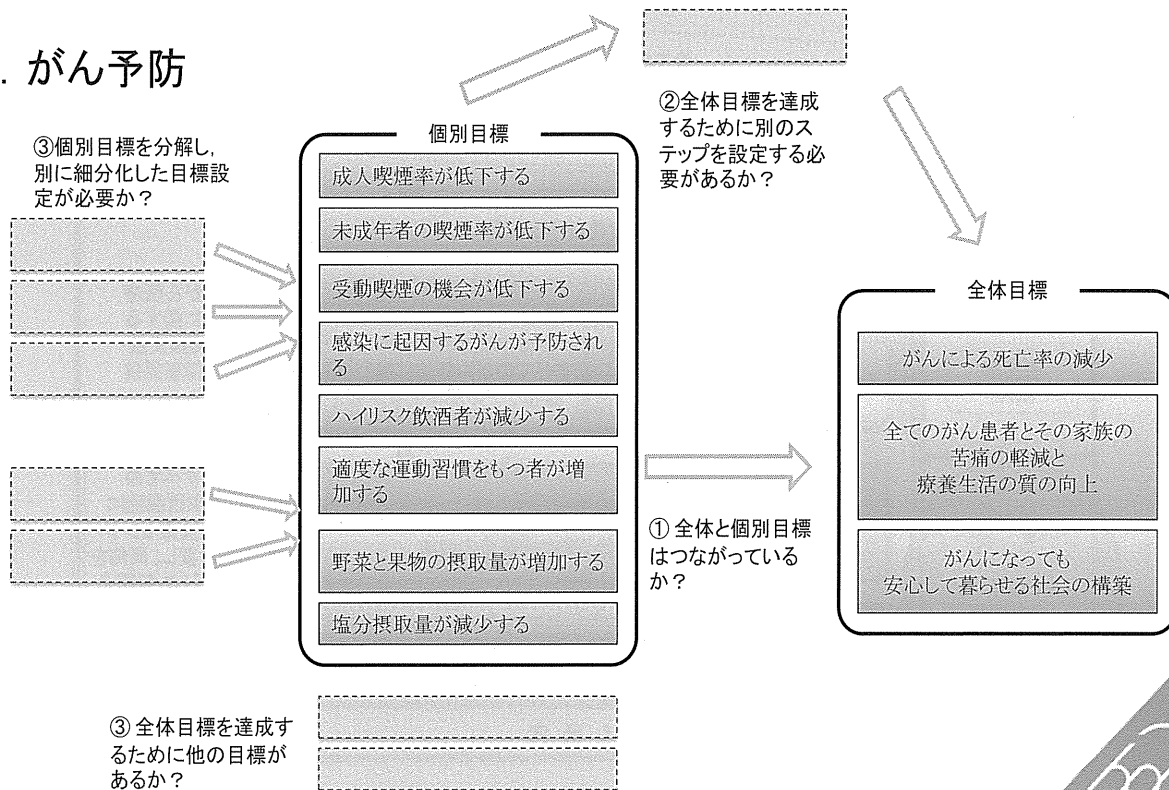 . がん予防
③個別目標を分解し,
別に細分化した目標設
定が必要か?
個別目標
成人喫煙率が低下する
未成年者の喫煙率が低下する
受動喫煙の機会が低下する
感染に起因するがんが予防され
る
ハイリスク飲酒者が減少する
適度な運動習慣をもつ者が増
加する
野菜と果物の摂取量が増加する
塩分摂取量が減少する
②全体目標を達成
するために別のス
テップを設定する必
要があるか?
① 全体と個別目標
はつながっている
か?
全体目標
がんによる死亡率の減少
全てのがん患者とその家族の
苦痛の軽減と
療養生活の質の向上
がんになっても
安心して暮らせる社会の構築
③ 全体目標を達成す
るために他の目標が
あるか?